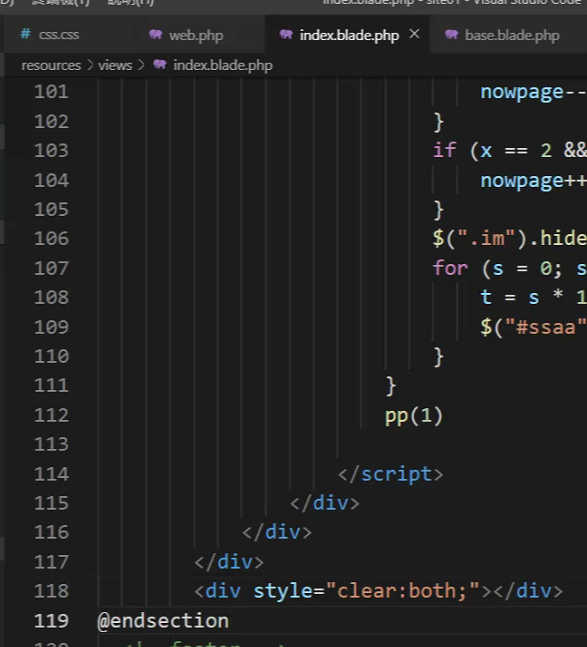 index.blade.php - site01 - Visual Studio Code
# css.css web.php index.blade.php × base.blade.php
resources > views > index.blade.php
101 nowpage--
102 }
103 if (x == 2 &&
104 nowpage++
105 }
106 $(".im").hide
107 for (s = 0; s
108 t = s * 1
109 $("#ssaa"
110 }
111 }
112 pp(1)
113
114 </script>
115 </div>
116 </div>
117 </div>
118 <div style="clear:both;"></div>
119 @endsection